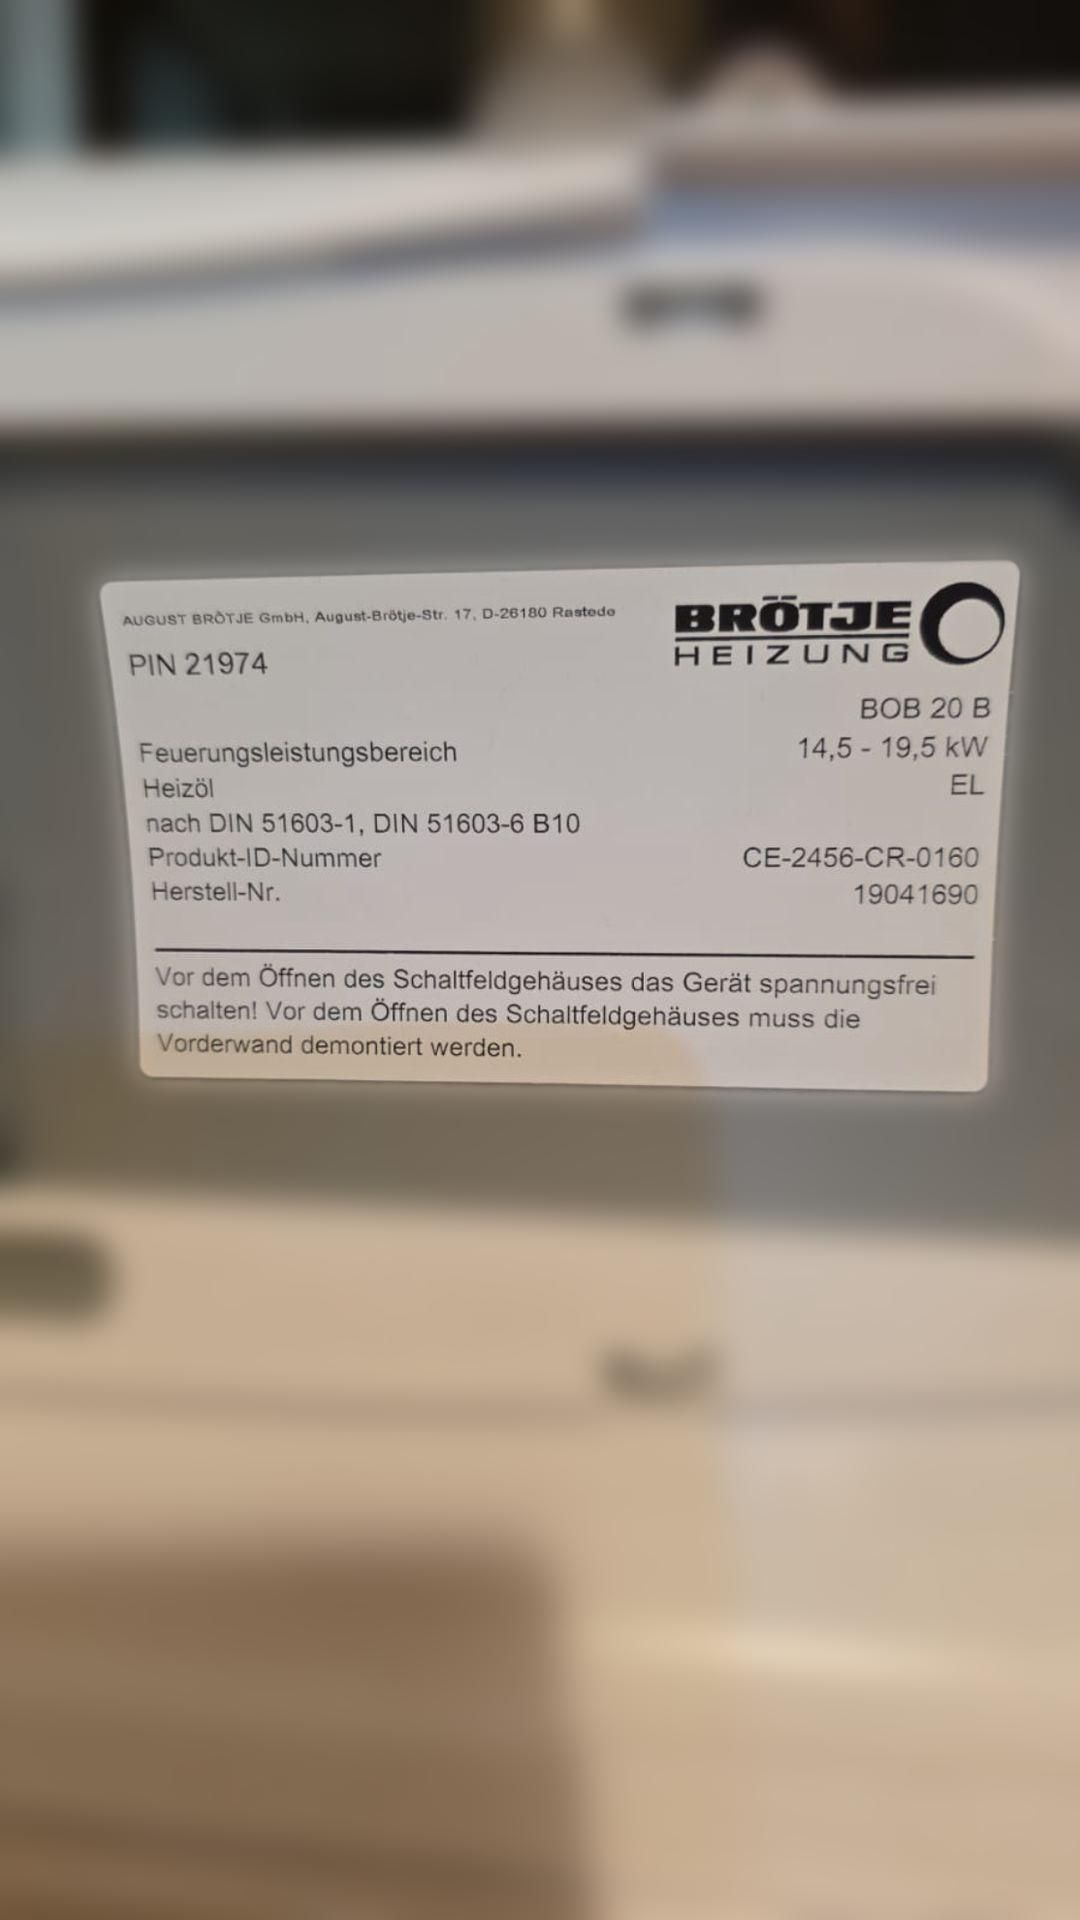 AUGUST BRÖTJE GmbH, August-Brötje-Str. 17, D-26180 Rastede
BRÖTJE
HEIZUNG
PIN 21974
BOB 20 B
Feuerungsleistungsbereich 14,5 - 19,5 kW
Heizöl EL
nach DIN 51603-1, DIN 51603-6 B10
Produkt-ID-Nummer CE-2456-CR-0160
Herstell-Nr. 19041690
Vor dem Öffnen des Schaltfeldgehäuses das Gerät spannungsfrei
schalten! Vor dem Öffnen des Schaltfeldgehäuses muss die
Vorderwand demontiert werden.